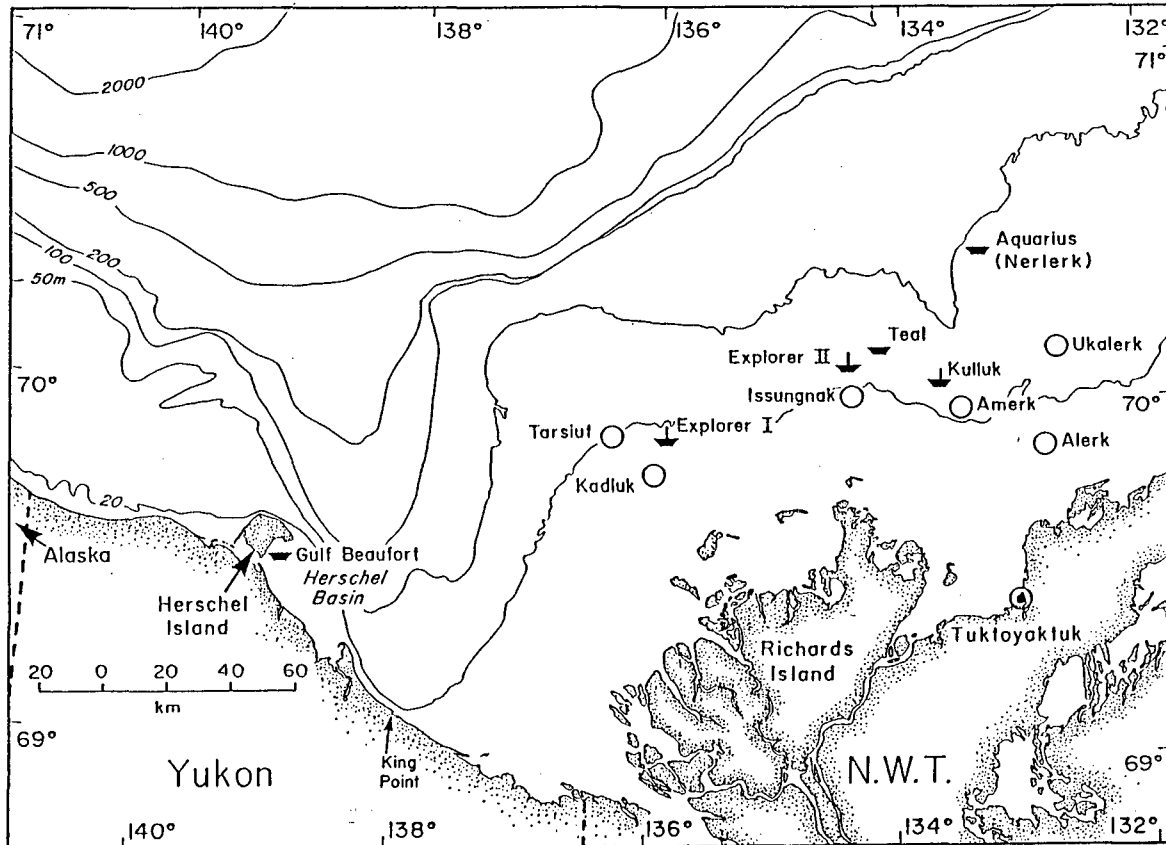 71°
140°
138°
136°
134°
132°
71°
2000
1000
500
200
100
50m
Aquarius
(Nerlerk)
Teal
Ukalerk
Explorer II
Kulluk
70°
Issungnak
Amerk
70°
Tarsiut
Explorer I
Alerk
Kadluk
20
Alaska
Gulf Beaufort
Herschel
Basin
Herschel
Island
Tuktoyaktuk
Richards
Island
20 0 20 40 60
km
69°
King
Point
Yukon
N.W.T.
69°
140°
138°
136°
134°
132°